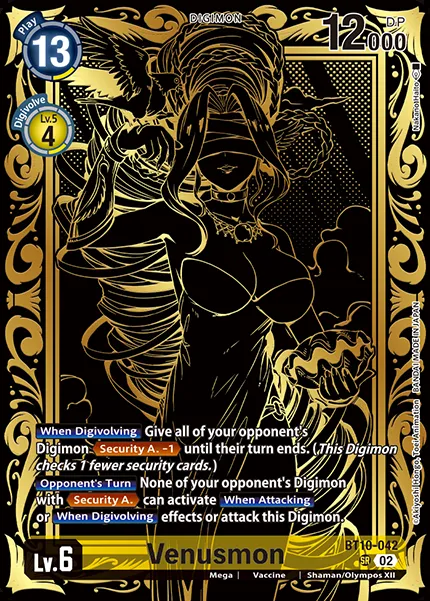 DIGIMON
Play
13
D.P
12000
Digivolve
Lv.5
4
NakanoHaito
©Akiyoshi Hongo, Toei Animation BANDAI MADE IN JAPAN
When Digivolving Give all of your opponent's
Digimon Security A. -1 until their turn ends. (This Digimon
checks 1 fewer security cards.)
Opponent's Turn None of your opponent's Digimon
with Security A. can activate When Attacking
or When Digivolving effects or attack this Digimon.
BT10-042
Lv.6
Venusmon
SR 02
Mega | Vaccine | Shaman/Olympos XII